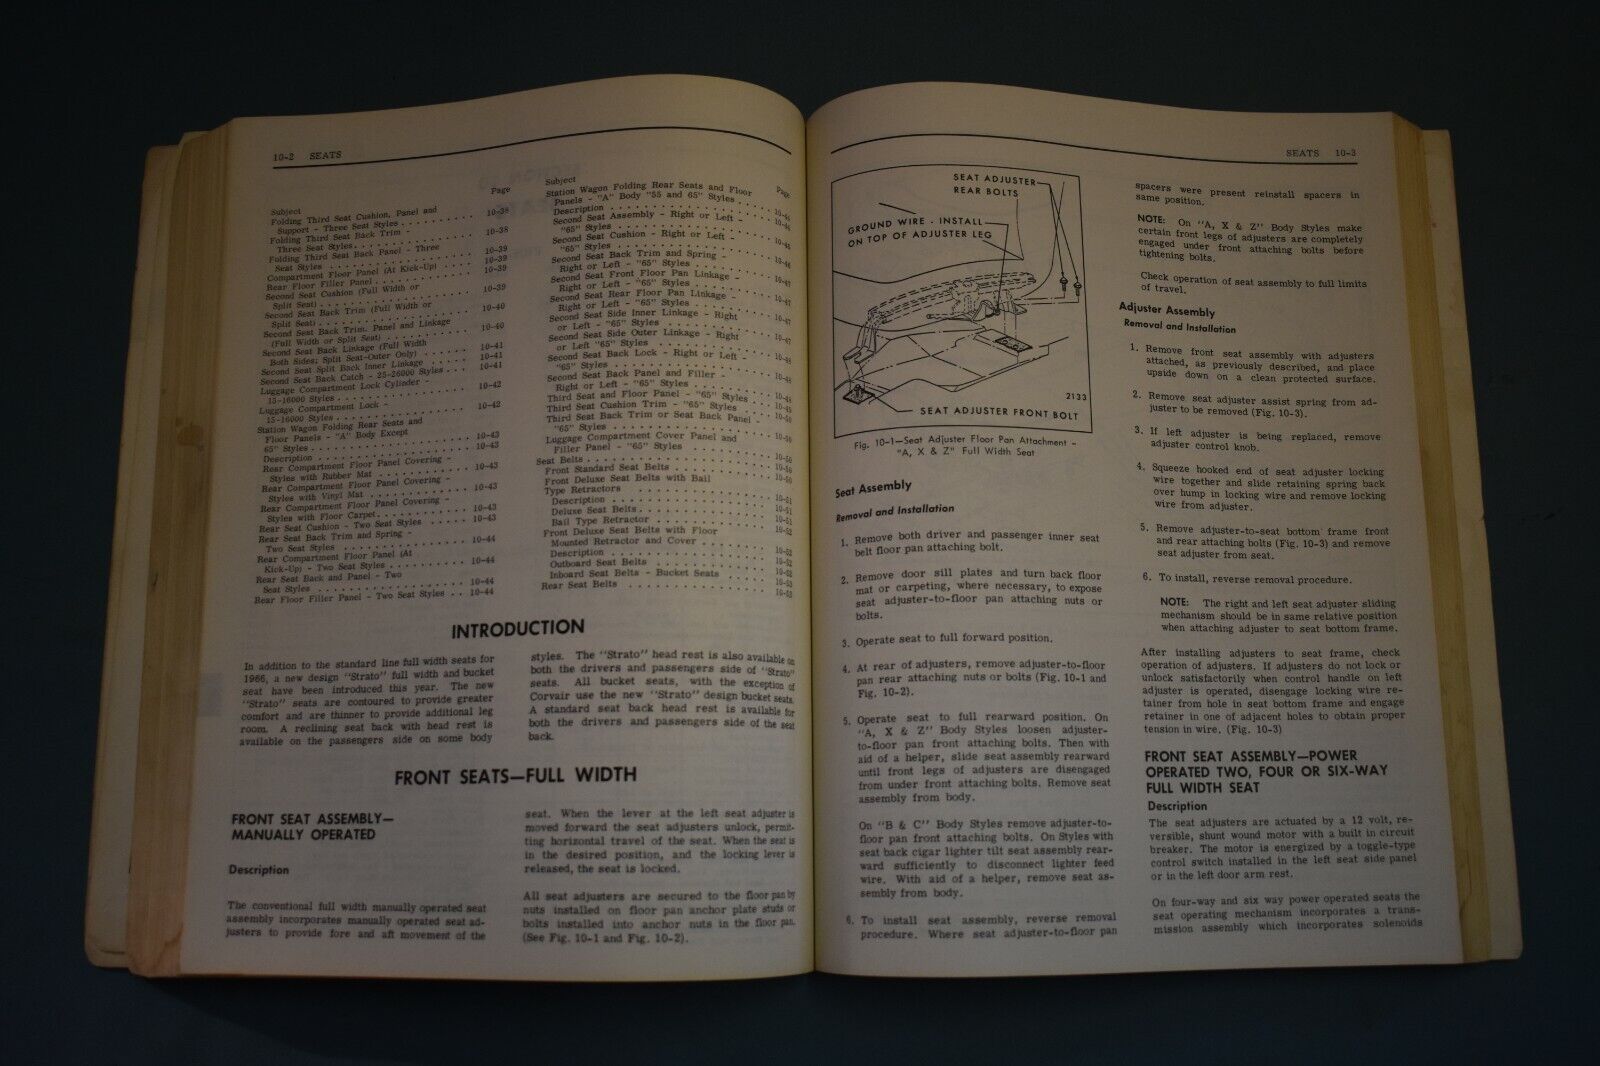 10-2 SEATS
Subject Page
Folding Third Seat Cushion, Panel and
Support - Three Seat Styles . . . . . . . . . . 10-38
Folding Third Seat Back Trim -
Three Seat Styles . . . . . . . . . . . . . . . . 10-38
Folding Third Seat Back Panel - Three
Seat Styles . . . . . . . . . . . . . . . . . . . 10-39
Compartment Floor Panel (At Kick-Up) . . . . 10-39
Rear Floor Filler Panel . . . . . . . . . . . . . 10-39
Second Seat Cushion (Full Width or
Split Seat) . . . . . . . . . . . . . . . . . . . 10-39
Second Seat Back Trim (Full Width or
Split Seat) . . . . . . . . . . . . . . . . . . . 10-40
Second Seat Back Trim, Panel and Linkage
(Full Width or Split Seat) . . . . . . . . . . . 10-40
Second Seat Back Linkage (Full Width
Both Sides; Split Seat-Outer Only) . . . . . . 10-41
Second Seat Split Back Inner Linkage . . . . . 10-41
Second Seat Back Catch - 25-26000 Styles . . . 10-41
Luggage Compartment Lock Cylinder -
15-16000 Styles . . . . . . . . . . . . . . . . 10-42
Luggage Compartment Lock -
15-16000 Styles . . . . . . . . . . . . . . . . 10-42
Station Wagon Folding Rear Seats and
Floor Panels - "A" Body Except
65" Styles . . . . . . . . . . . . . . . . . . . 10-43
Description . . . . . . . . . . . . . . . . . . . 10-43
Rear Compartment Floor Panel Covering -
Styles with Rubber Mat . . . . . . . . . . . . 10-43
Rear Compartment Floor Panel Covering -
Styles with Vinyl Mat . . . . . . . . . . . . . 10-43
Rear Compartment Floor Panel Covering -
Styles with Floor Carpet . . . . . . . . . . . 10-43
Rear Seat Cushion - Two Seat Styles . . . . . 10-43
Rear Seat Back Trim and Spring -
Two Seat Styles . . . . . . . . . . . . . . . . 10-44
Rear Compartment Floor Panel (At
Kick-Up) - Two Seat Styles . . . . . . . . . . 10-44
Rear Seat Back and Panel - Two
Seat Styles . . . . . . . . . . . . . . . . . . . 10-44
Rear Floor Filler Panel - Two Seat Styles . . 10-44
Subject Page
Station Wagon Folding Rear Seats and Floor
Panels - "A" Body "55 and 65" Styles . . . . .
Description . . . . . . . . . . . . . . . . . . .
Second Seat Assembly - Right or Left -
"65" Styles . . . . . . . . . . . . . . . . . . .
Second Seat Cushion - Right or Left -
"65" Styles . . . . . . . . . . . . . . . . . . .
Second Seat Back Trim and Spring -
Right or Left - "65" Styles . . . . . . . . . .
Second Seat Front Floor Pan Linkage -
Right or Left - "65" Styles . . . . . . . . . . 10-47
Second Seat Rear Floor Pan Linkage -
Right or Left - "65" Styles . . . . . . . . . . 10-47
Second Seat Side Inner Linkage - Right
or Left - "65" Styles . . . . . . . . . . . . . 10-47
Second Seat Side Outer Linkage - Right
or Left "65" Styles . . . . . . . . . . . . . .
Second Seat Back Lock - Right or Left -
"65" Styles . . . . . . . . . . . . . . . . . . .
Second Seat Back Panel and Filler -
Right or Left - "65" Styles . . . . . . . . . .
Third Seat and Floor Panel - "65" Styles . . .
Third Seat Cushion Trim - "65" Styles . . . .
Third Seat Back Trim or Seat Back Panel -
"65" Styles . . . . . . . . . . . . . . . . . . .
Luggage Compartment Cover Panel and
Filler Panel - "65" Styles . . . . . . . . . . .
Seat Belts . . . . . . . . . . . . . . . . . . . . 10-50
Front Standard Seat Belts . . . . . . . . . . . 10-50
Front Deluxe Seat Belts with Bail
Type Retractors . . . . . . . . . . . . . . . . 10-51
Description . . . . . . . . . . . . . . . . . . 10-51
Deluxe Seat Belts . . . . . . . . . . . . . . . 10-51
Bail Type Retractor . . . . . . . . . . . . . . 10-51
Front Deluxe Seat Belts with Floor
Mounted Retractor and Cover . . . . . . . . 10-52
Description . . . . . . . . . . . . . . . . . . 10-52
Outboard Seat Belts . . . . . . . . . . . . . . 10-52
Inboard Seat Belts - Bucket Seats . . . . . . 10-53
Rear Seat Belts . . . . . . . . . . . . . . . . . 10-53
INTRODUCTION
In addition to the standard line full width seats for
1966, a new design "Strato" full width and bucket
seat have been introduced this year. The new
"Strato" seats are contoured to provide greater
comfort and are thinner to provide additional leg
room. A reclining seat back with head rest is
available on the passengers side on some body
styles. The "Strato" head rest is also available on
both the drivers and passengers side of "Strato"
seats. All bucket seats, with the exception of
Corvair use the new "Strato" design bucket seats.
A standard seat back head rest is available for
both the drivers and passengers side of the seat
back.
FRONT SEATS—FULL WIDTH
FRONT SEAT ASSEMBLY—
MANUALLY OPERATED
Description
The conventional full width manually operated seat
assembly incorporates manually operated seat ad-
justers to provide fore and aft movement of the
seat. When the lever at the left seat adjuster is
moved forward the seat adjusters unlock, permit-
ting horizontal travel of the seat. When the seat is
in the desired position, and the locking lever is
released, the seat is locked.
All seat adjusters are secured to the floor pan by
nuts installed on floor pan anchor plate studs or
bolts installed into anchor nuts in the floor pan.
(See Fig. 10-1 and Fig. 10-2).
SEATS 10-3
SEAT ADJUSTER
REAR BOLTS
GROUND WIRE - INSTALL
ON TOP OF ADJUSTER LEG
2133
SEAT ADJUSTER FRONT BOLT
Fig. 10-1—Seat Adjuster Floor Pan Attachment -
"A, X & Z" Full Width Seat
Seat Assembly
Removal and Installation
1. Remove both driver and passenger inner seat
belt floor pan attaching bolt.
2. Remove door sill plates and turn back floor
mat or carpeting, where necessary, to expose
seat adjuster-to-floor pan attaching nuts or
bolts.
3. Operate seat to full forward position.
4. At rear of adjusters, remove adjuster-to-floor
pan rear attaching nuts or bolts (Fig. 10-1 and
Fig. 10-2).
5. Operate seat to full rearward position. On
"A, X & Z" Body Styles loosen adjuster-
to-floor pan front attaching bolts. Then with
aid of a helper, slide seat assembly rearward
until front legs of adjusters are disengaged
from under front attaching bolts. Remove seat
assembly from body.
On "B & C" Body Styles remove adjuster-to-
floor pan front attaching bolts. On Styles with
seat back cigar lighter tilt seat assembly rear-
ward sufficiently to disconnect lighter feed
wire. With aid of a helper, remove seat as-
sembly from body.
6. To install seat assembly, reverse removal
procedure. Where seat adjuster-to-floor pan
spacers were present reinstall spacers in
same position.
NOTE: On "A, X & Z" Body Styles make
certain front legs of adjusters are completely
engaged under front attaching bolts before
tightening bolts.
Check operation of seat assembly to full limits
of travel.
Adjuster Assembly
Removal and Installation
1. Remove front seat assembly with adjusters
attached, as previously described, and place
upside down on a clean protected surface.
2. Remove seat adjuster assist spring from ad-
juster to be removed (Fig. 10-3).
3. If left adjuster is being replaced, remove
adjuster control knob.
4. Squeeze hooked end of seat adjuster locking
wire together and slide retaining spring back
over hump in locking wire and remove locking
wire from adjuster.
5. Remove adjuster-to-seat bottom frame front
and rear attaching bolts (Fig. 10-3) and remove
seat adjuster from seat.
6. To install, reverse removal procedure.
NOTE: The right and left seat adjuster sliding
mechanism should be in same relative position
when attaching adjuster to seat bottom frame.
After installing adjusters to seat frame, check
operation of adjusters. If adjusters do not lock or
unlock satisfactorily when control handle on left
adjuster is operated, disengage locking wire re-
tainer from hole in seat bottom frame and engage
retainer in one of adjacent holes to obtain proper
tension in wire. (Fig. 10-3)
FRONT SEAT ASSEMBLY—POWER
OPERATED TWO, FOUR OR SIX-WAY
FULL WIDTH SEAT
Description
The seat adjusters are actuated by a 12 volt, re-
versible, shunt wound motor with a built in circuit
breaker. The motor is energized by a toggle-type
control switch installed in the left seat side panel
or in the left door arm rest.
On four-way and six way power operated seats the
seat operating mechanism incorporates a trans-
mission assembly which incorporates solenoids